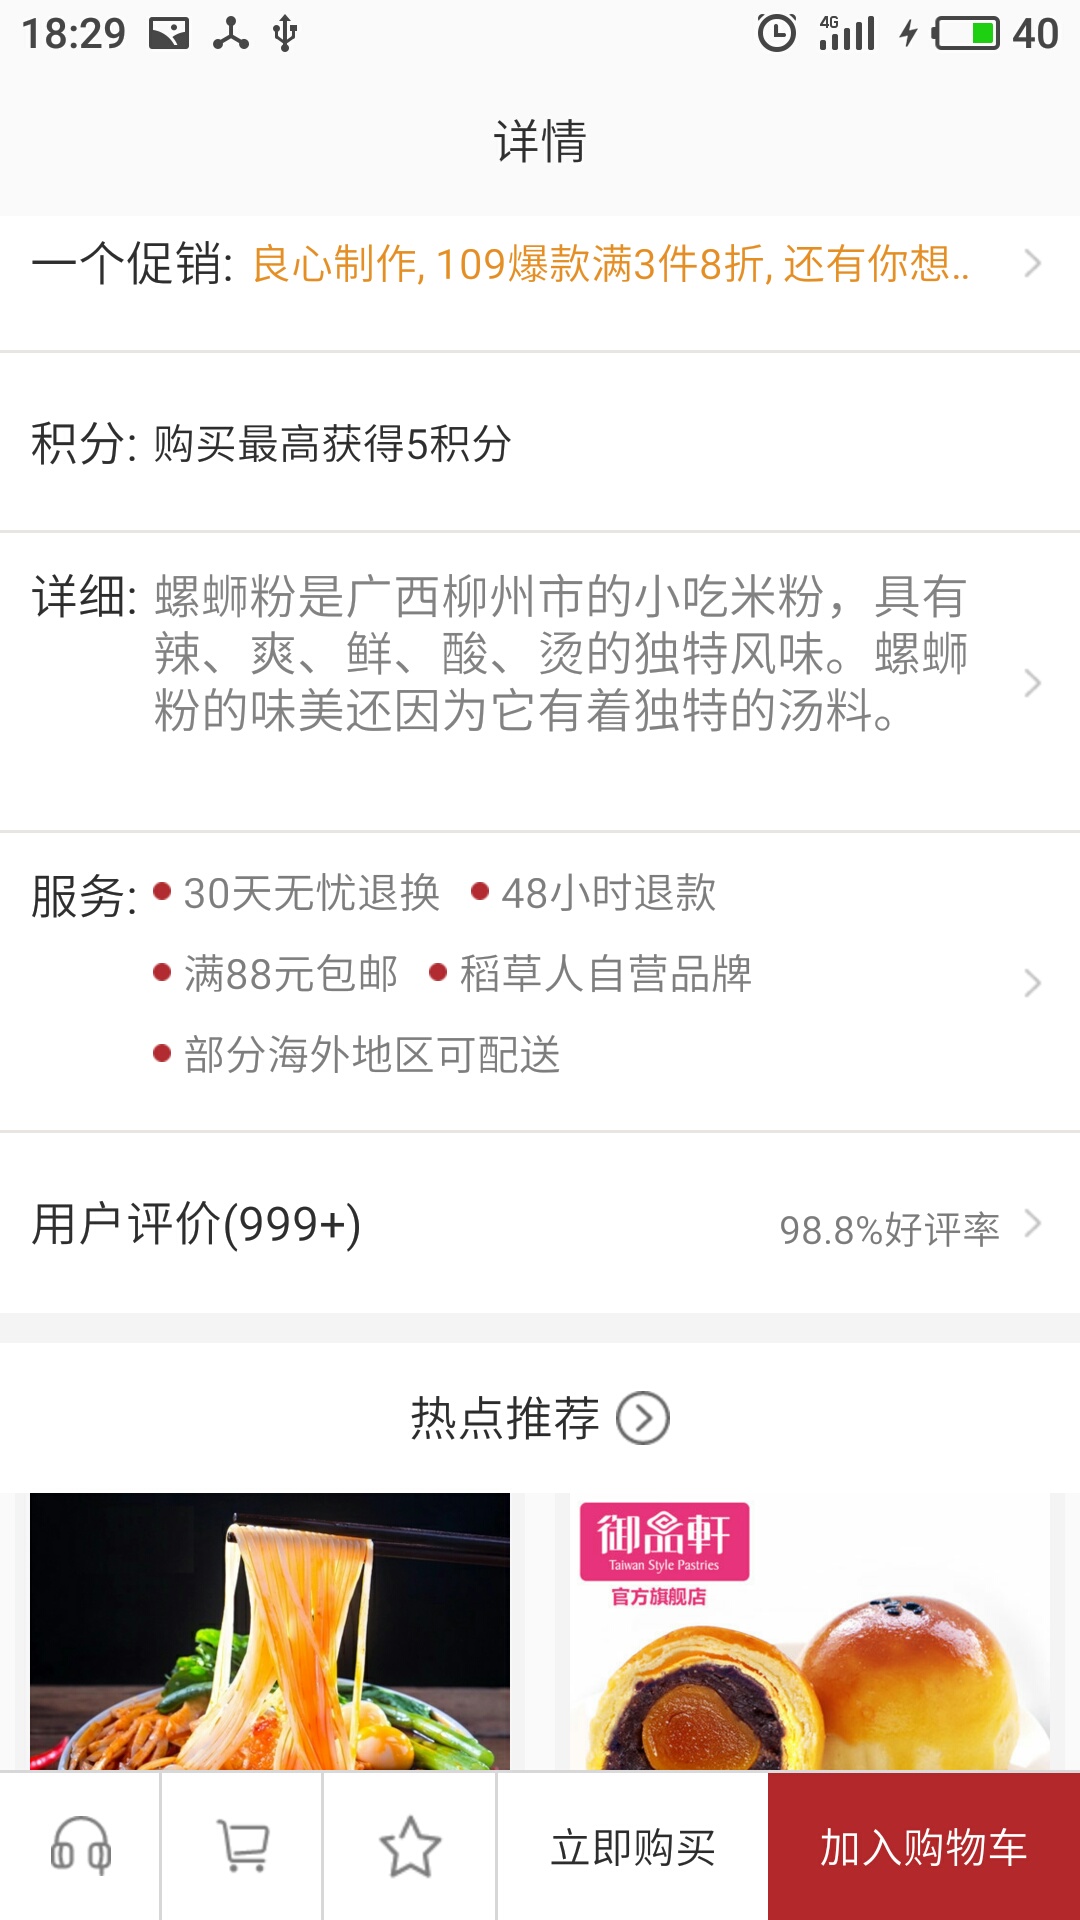 18:29
4G
40
详情
一个促销: 良心制作, 109爆款满3件8折, 还有你想..
积分: 购买最高获得5积分
详细: 螺蛳粉是广西柳州市的小吃米粉，具有
辣、爽、鲜、酸、烫的独特风味。螺蛳
粉的味美还因为它有着独特的汤料。
服务: 30天无忧退换 48小时退款
满88元包邮 稻草人自营品牌
部分海外地区可配送
用户评价(999+) 98.8%好评率
热点推荐
御品軒
Taiwan Style Pastries
官方旗舰店
立即购买 加入购物车